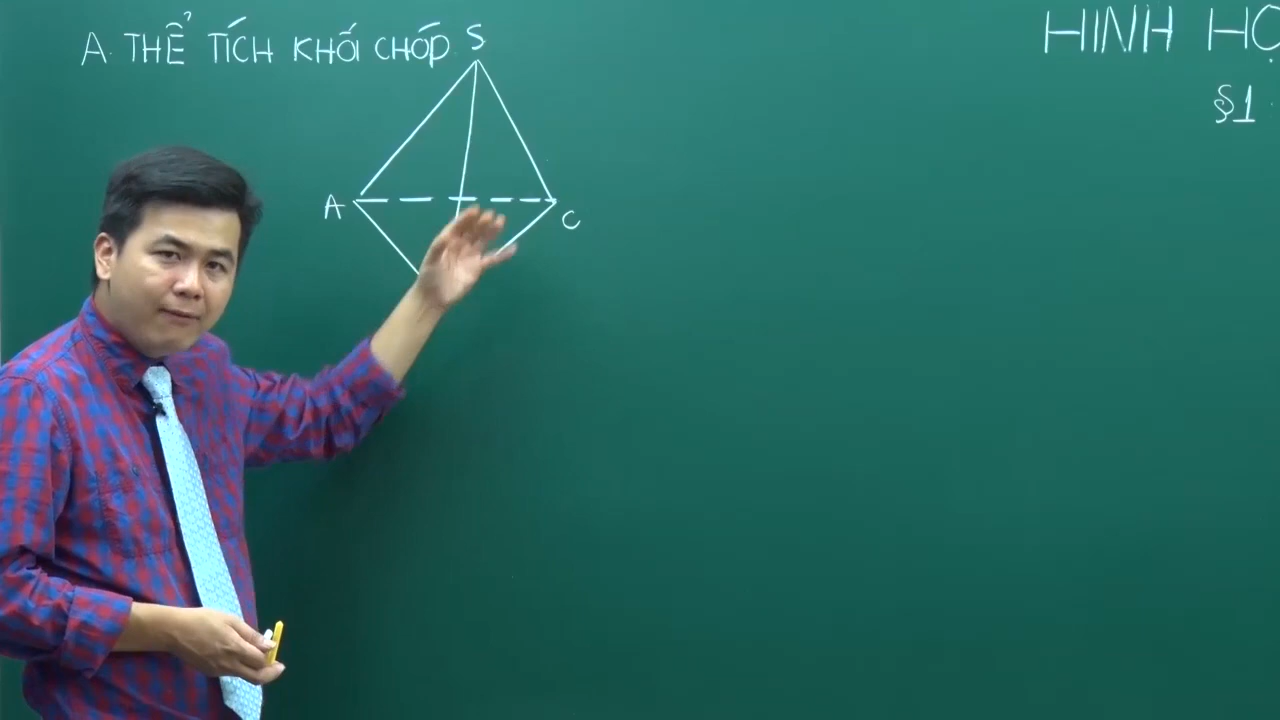 A. THỂ TÍCH KHỐI CHÓP
S
A
C
HÌNH HỌ
§1